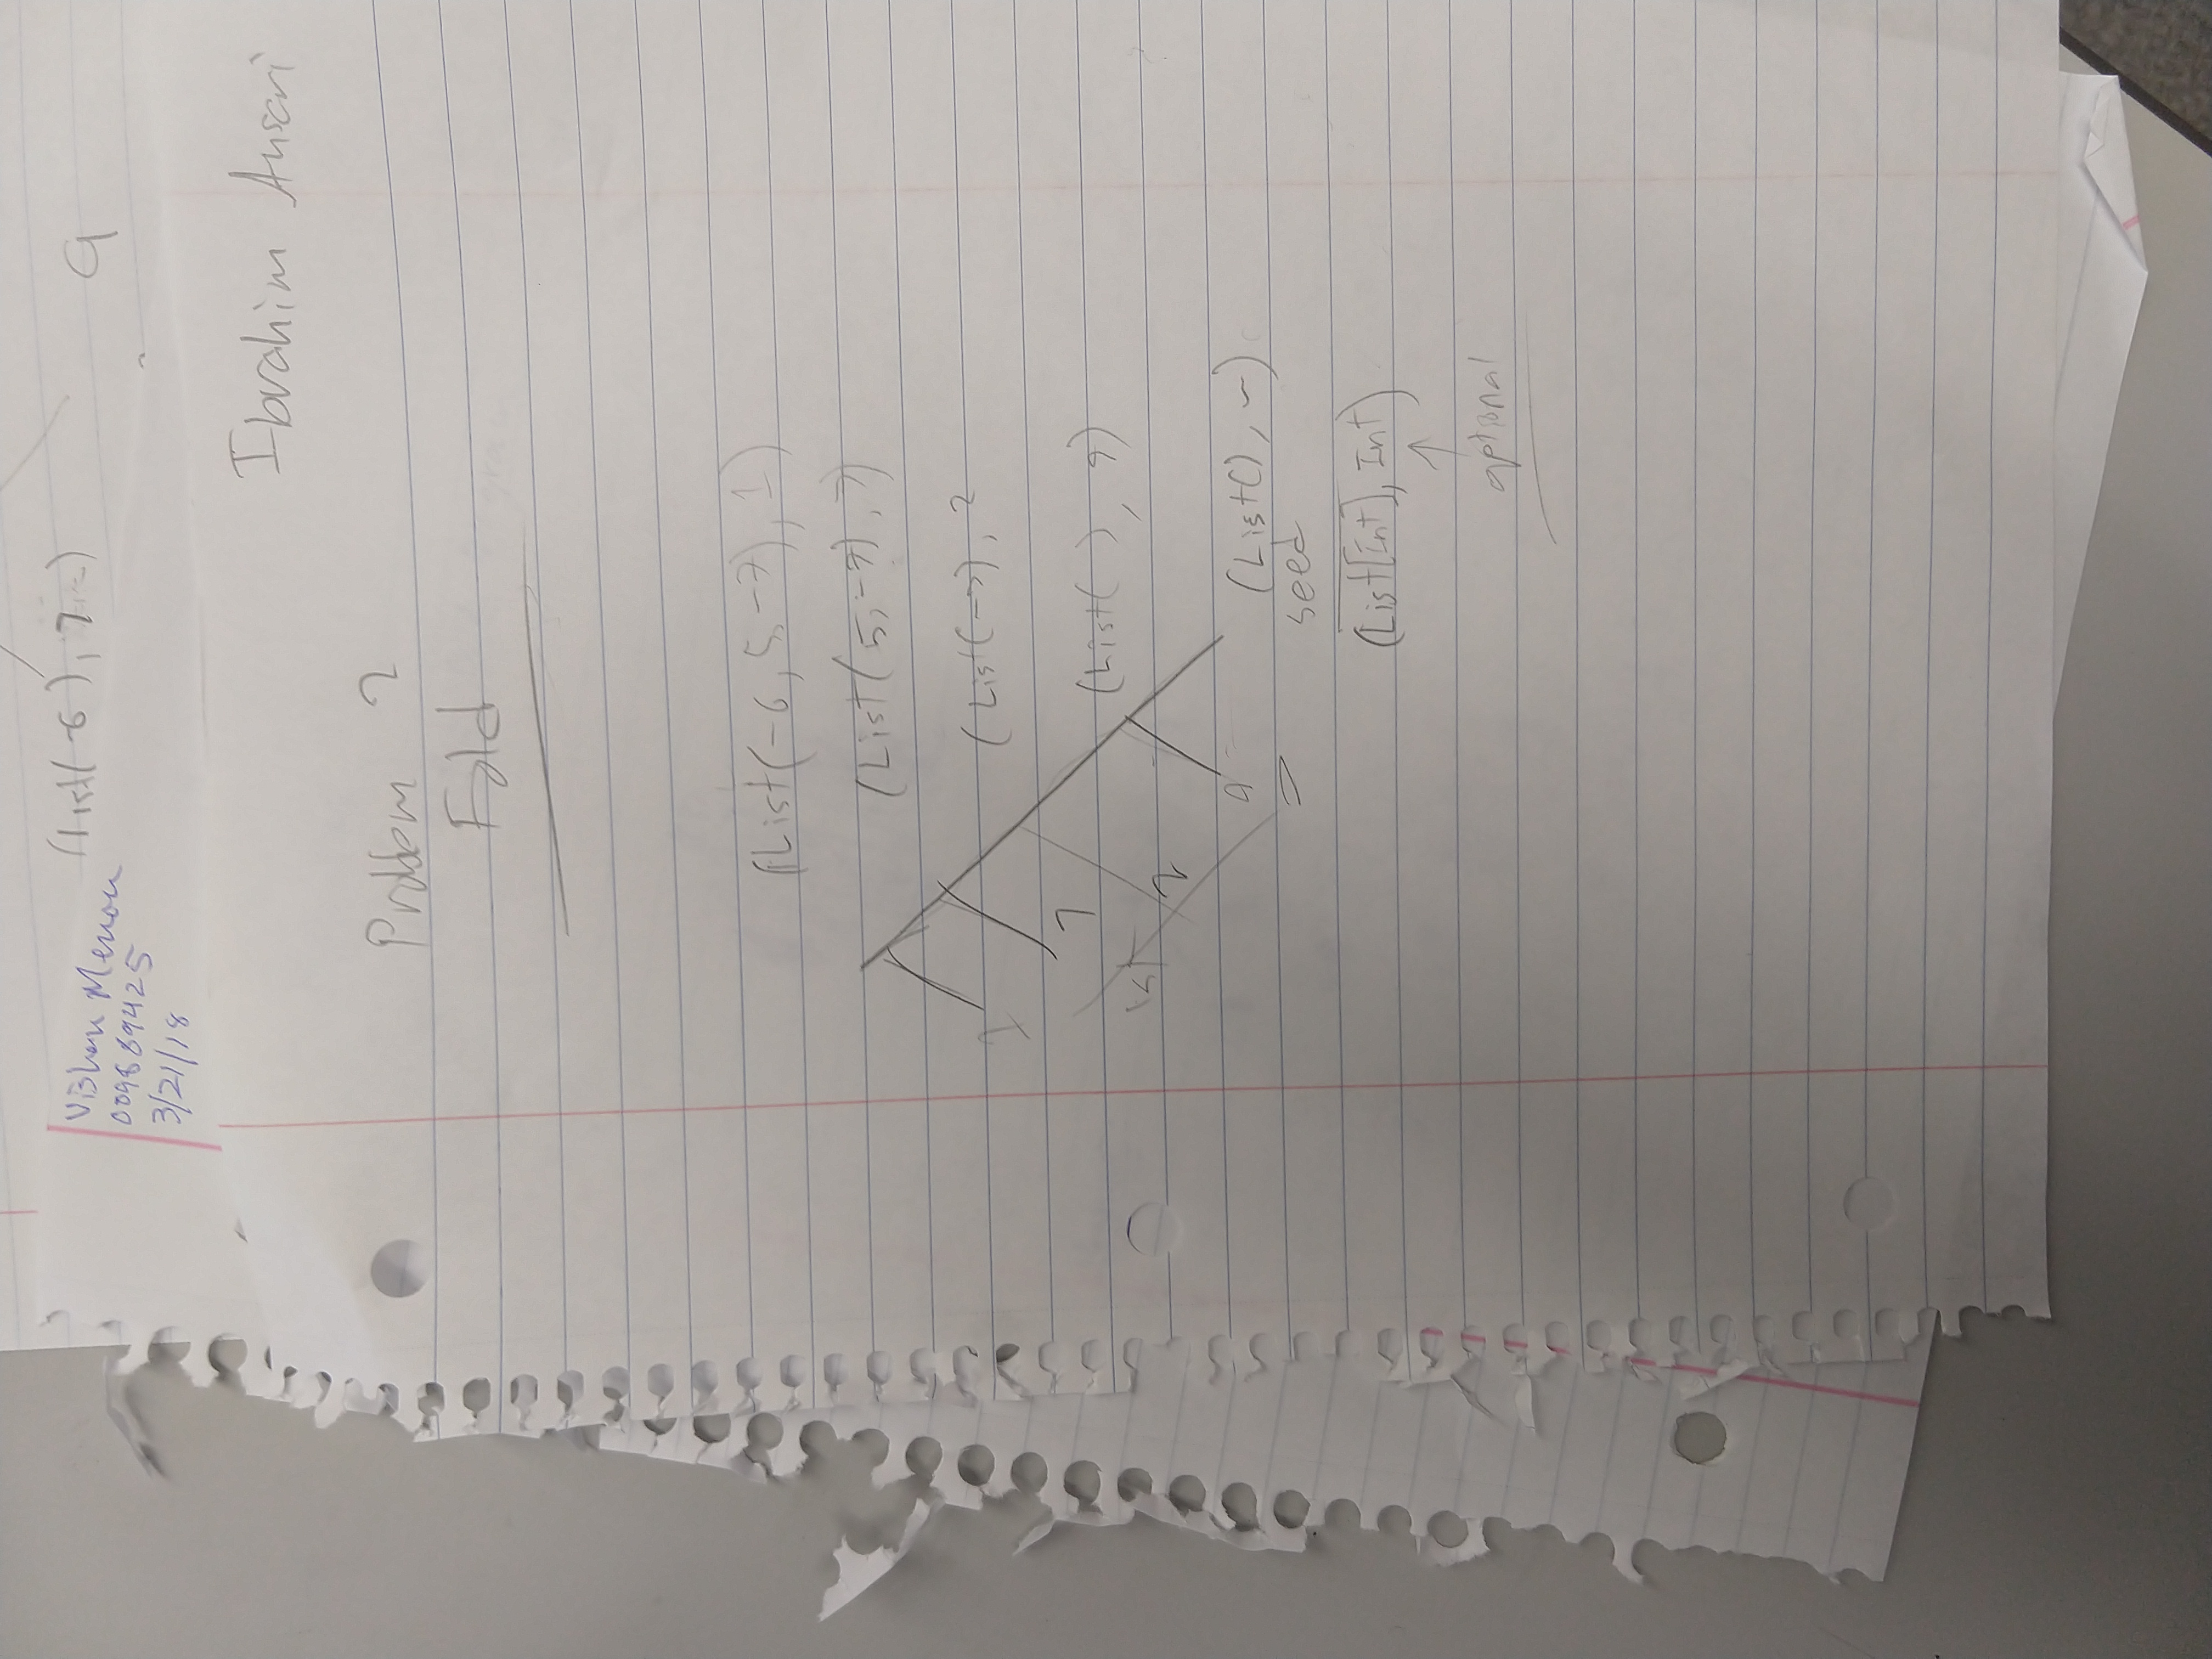 (List(-6), 7
9
Vishan Menon
009869425
3/21/18
Ibrahim Ansari
Problem 2
Fold
(List(-6, 5, -7), 1)
(List(5, -7), 7)
(List(-7), 2
1
7
(List( ), 9)
2
9
(List(), -)
seed
(List[Int], Int)
↑
optional